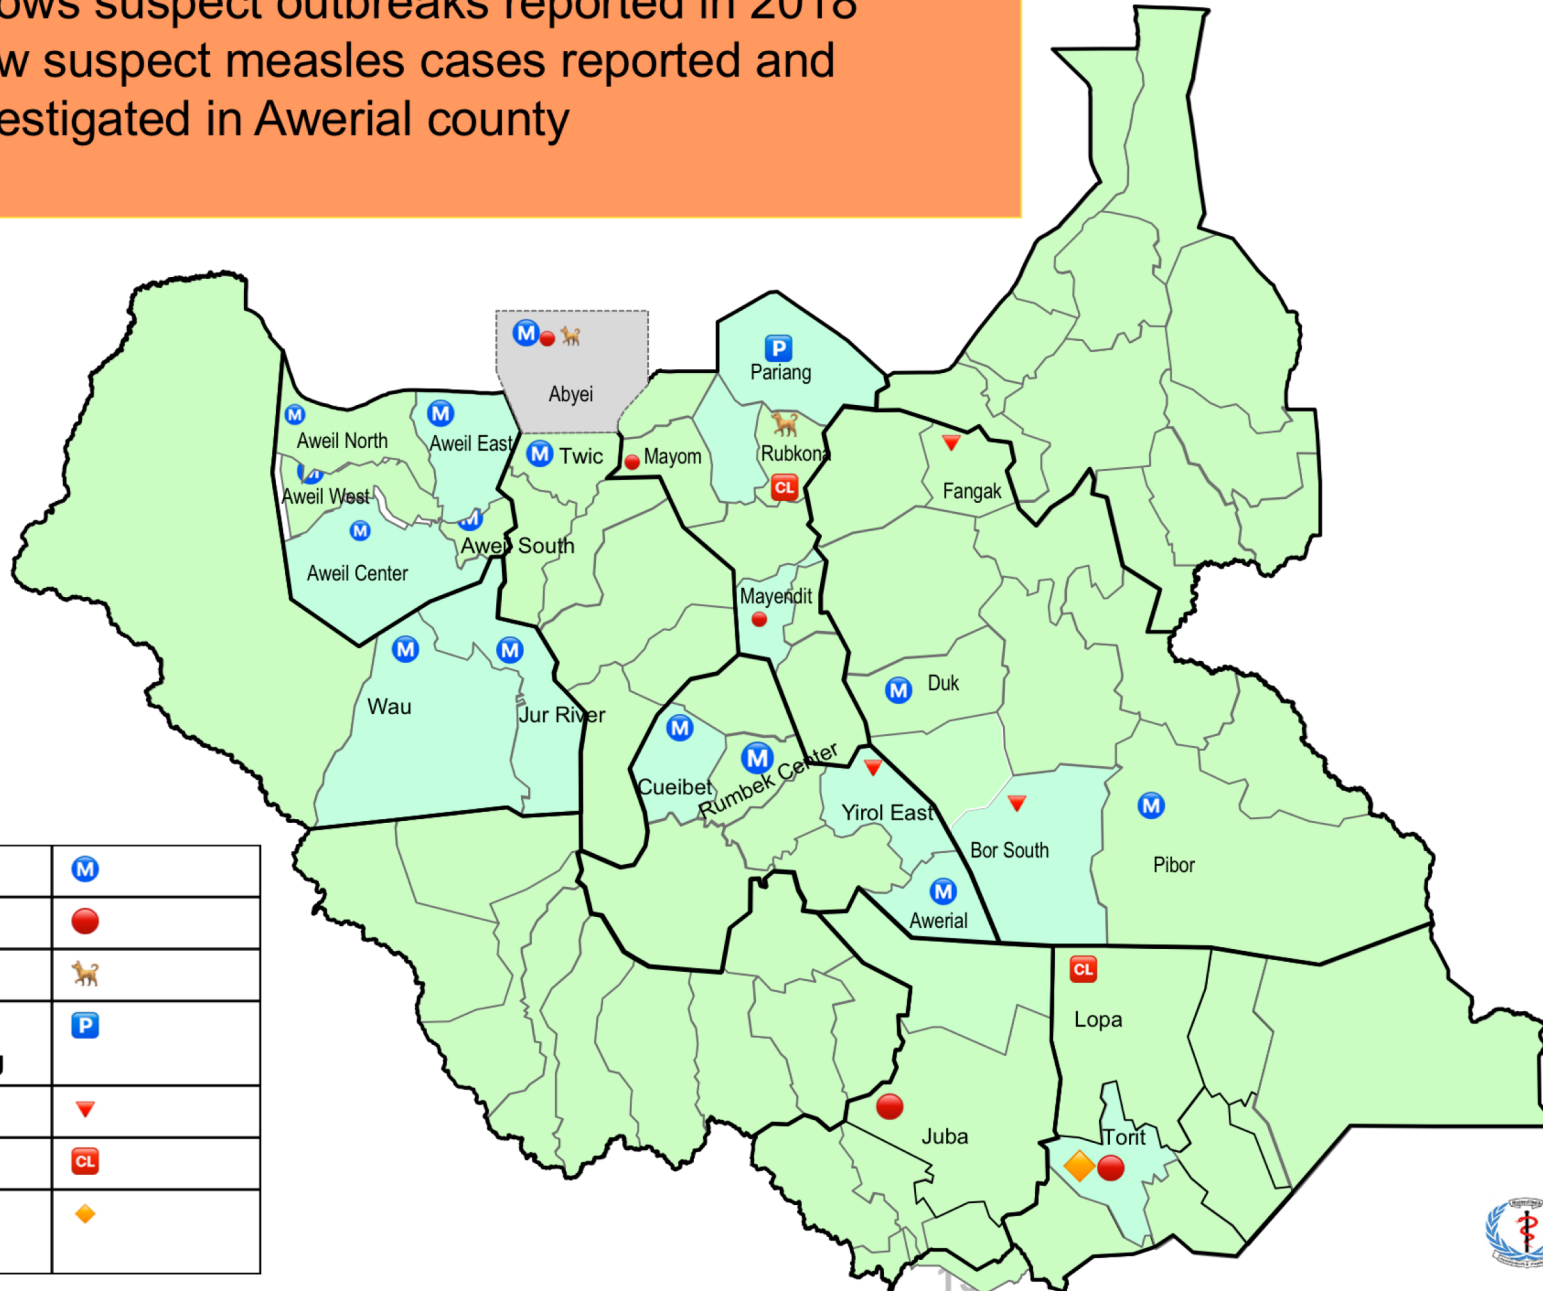 ows suspect outbreaks reported in 2018
w suspect measles cases reported and
estigated in Awerial county
M
Abyei
P
Pariang
M
Aweil North
M
Aweil East
M
Twic
Mayom
Rubkona
CL
Fangak
M
Aweil West
M
Aweil South
M
Aweil Center
Mayendit
M
Wau
M
Jur River
M
Duk
M
Cueibet
M
Rumbek Center
Yirol East
Bor South
M
Pibor
M
Awerial
CL
Lopa
Juba
Torit
M
P
g
CL